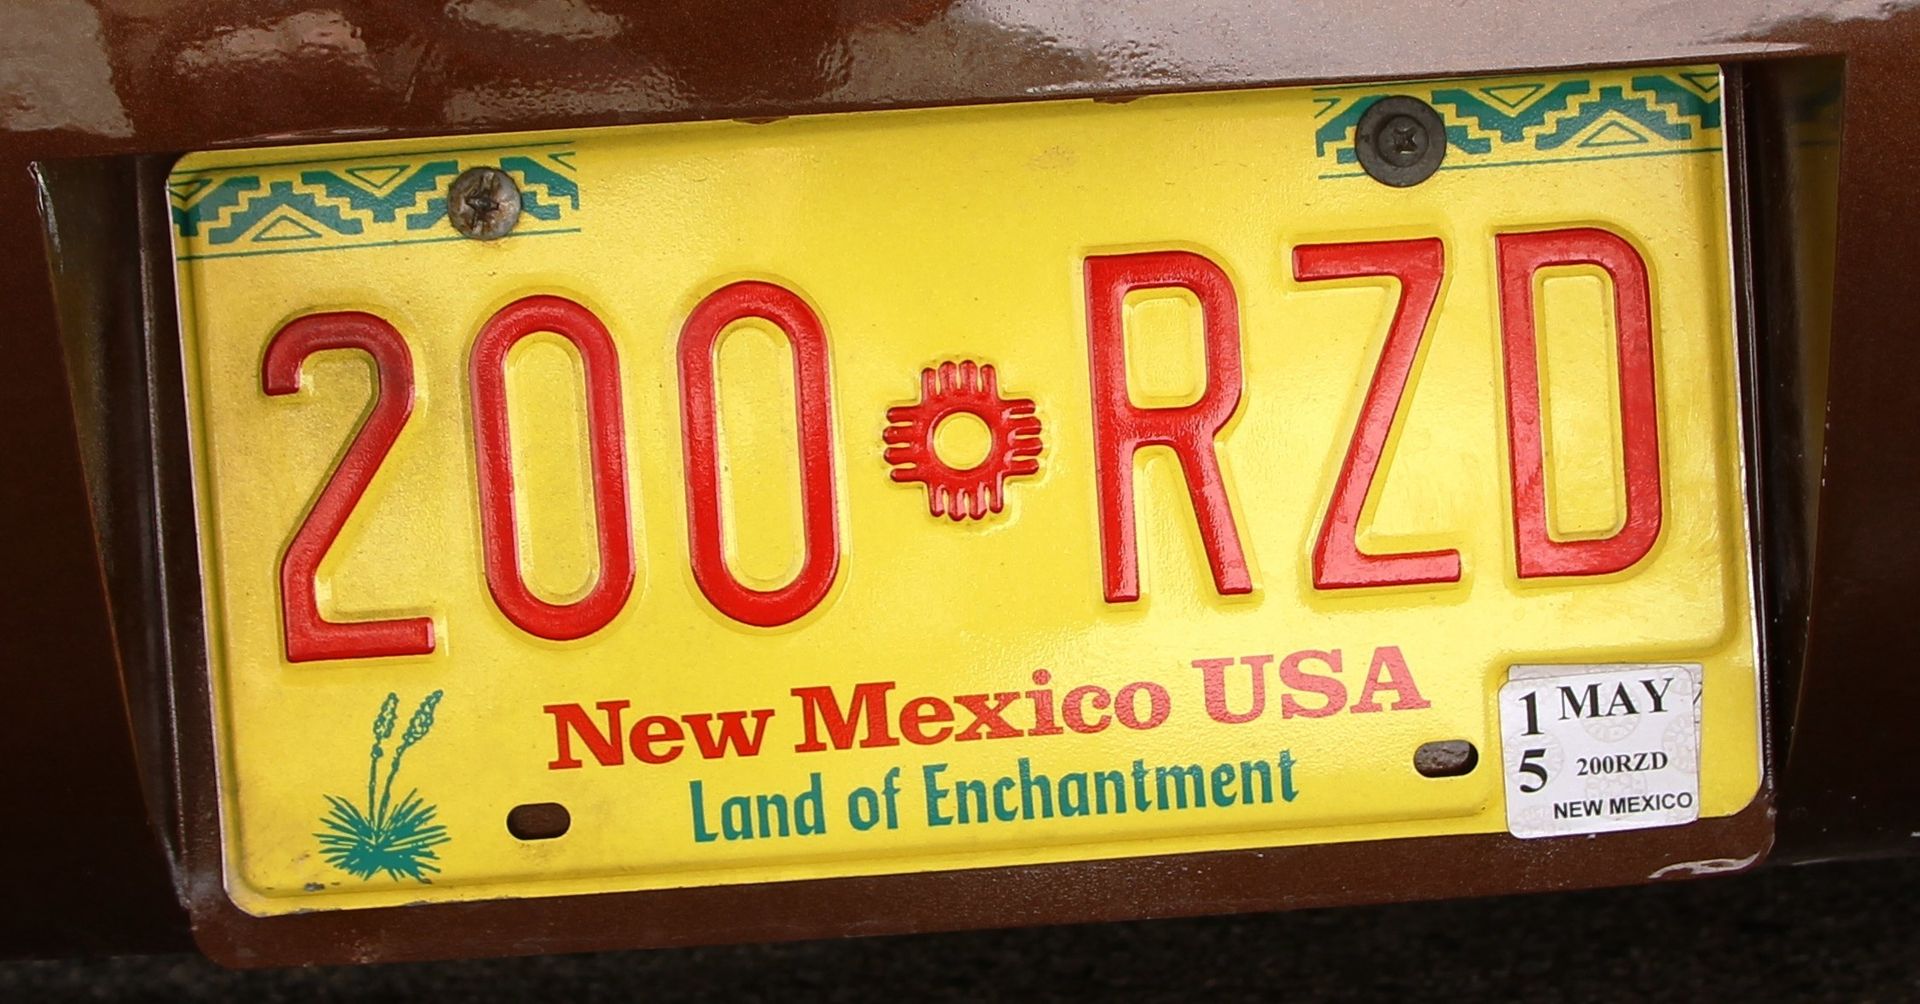 200 RZD
New Mexico USA
Land of Enchantment
1 MAY
5 200RZD
NEW MEXICO